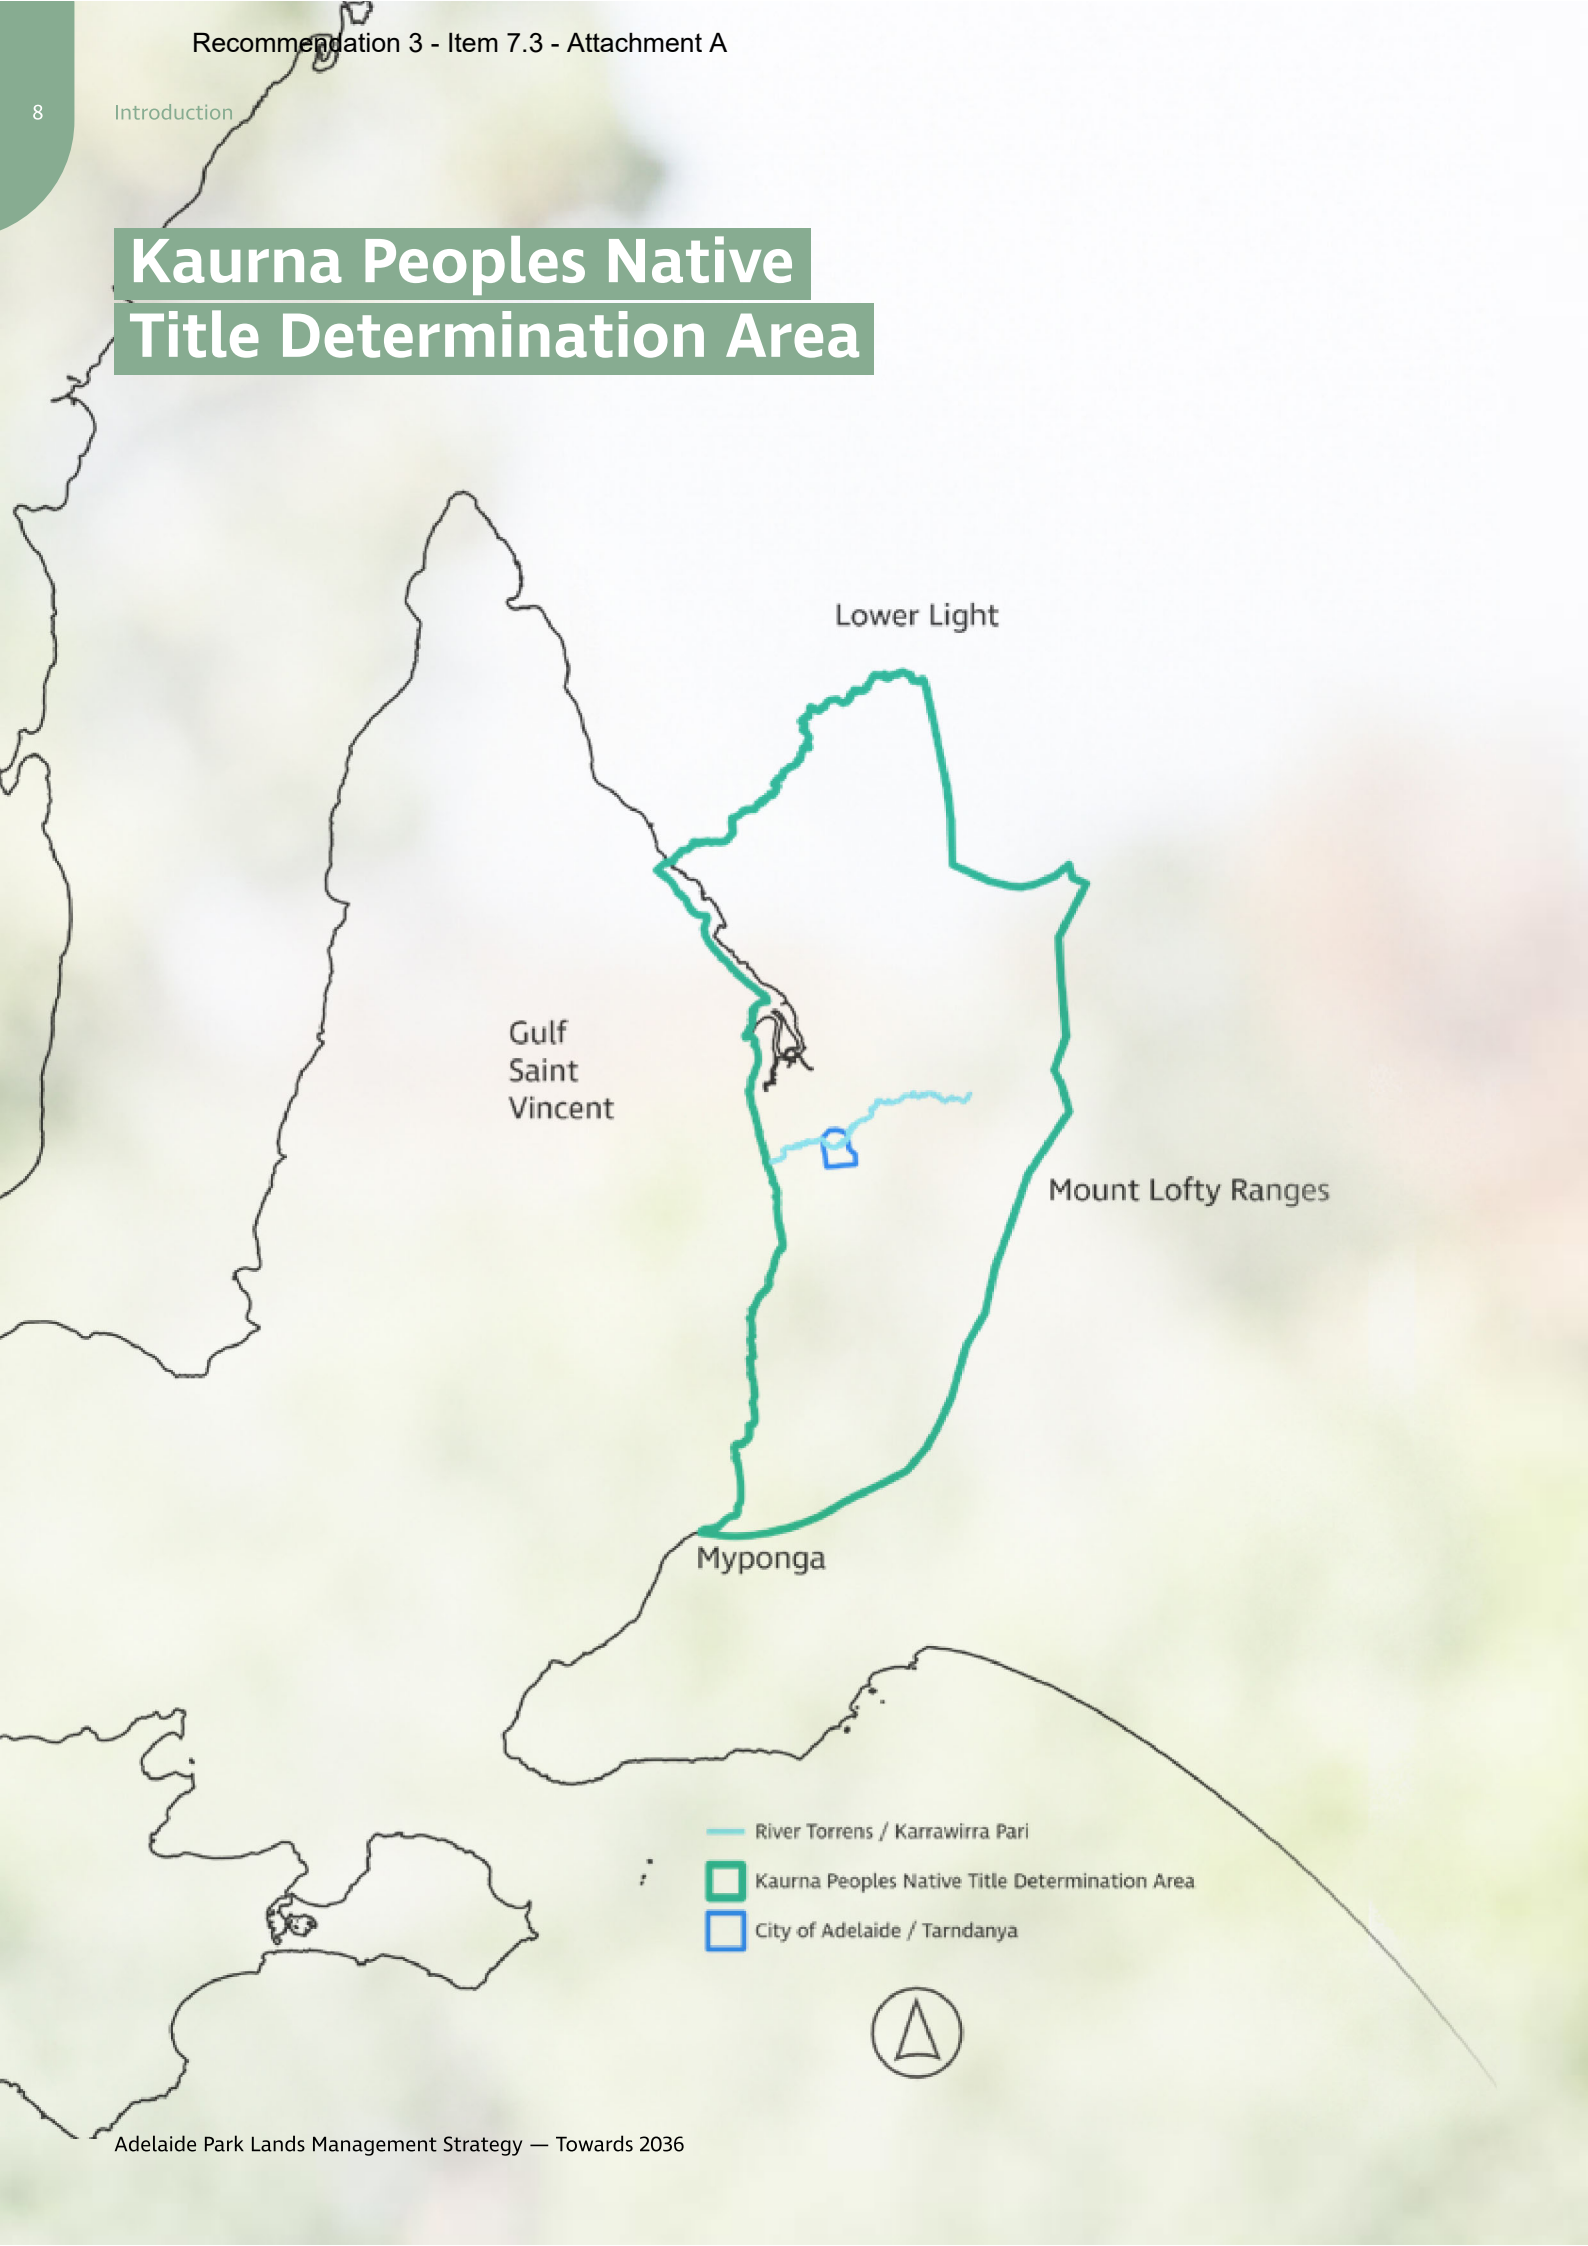 Recommendation 3 - Item 7.3 - Attachment A
8
Introduction
Kaurna Peoples Native
Title Determination Area
Lower Light
Gulf
Saint
Vincent
Mount Lofty Ranges
Myponga
River Torrens / Karrawirra Pari
Kaurna Peoples Native Title Determination Area
City of Adelaide / Tarndanya
Adelaide Park Lands Management Strategy — Towards 2036